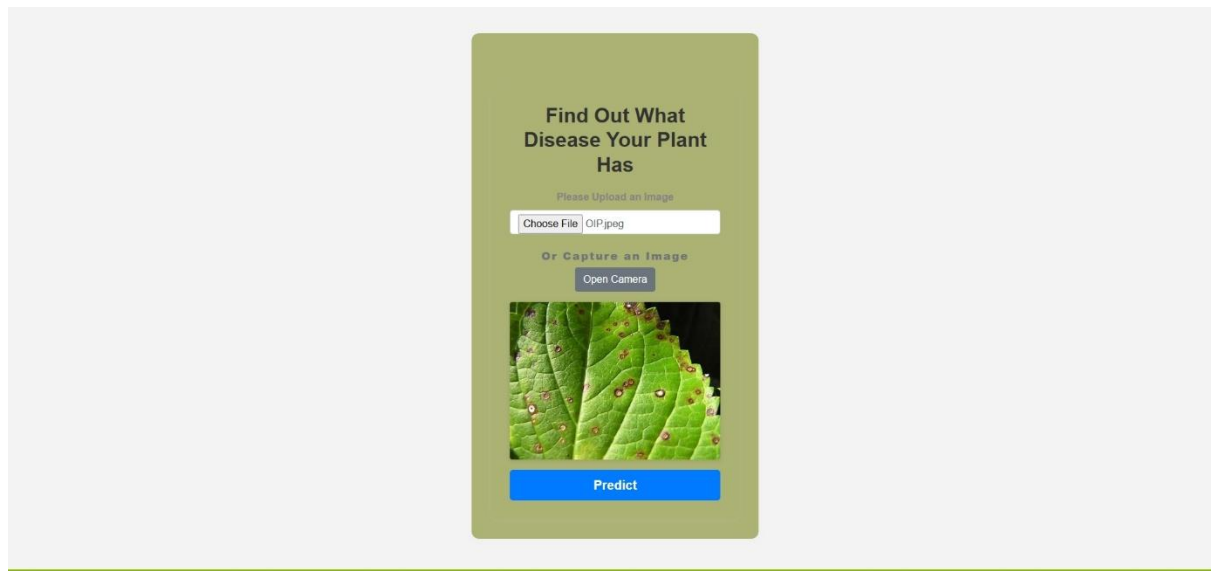 Find Out What
Disease Your Plant
Has
Please Upload an Image
Choose File OIP.jpeg
Or Capture an Image
Open Camera
Predict